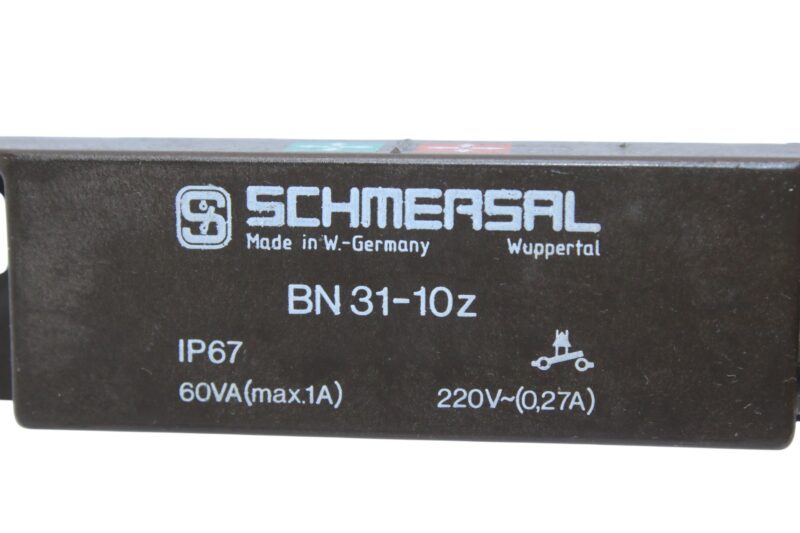 SCHMERSAL
Made in W.-Germany Wuppertal
BN 31-10z
IP67
60VA(max.1A) 220V~(0,27A)